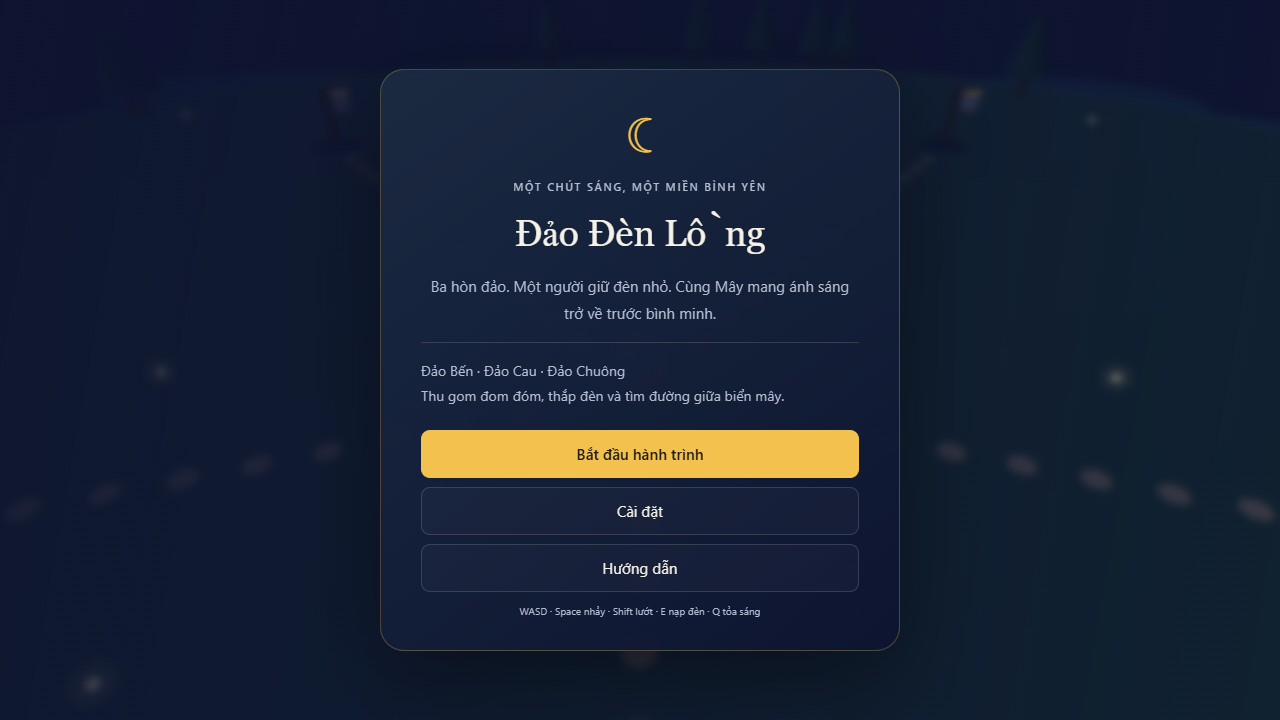 MỘT CHÚT SÁNG, MỘT MIỀN BÌNH YÊN
Đảo Đèn Lồng
Ba hòn đảo. Một người giữ đèn nhỏ. Cùng Mây mang ánh sáng
trở về trước bình minh.
Đảo Bến · Đảo Cau · Đảo Chuông
Thu gom đom đóm, thắp đèn và tìm đường giữa biển mây.
Bắt đầu hành trình
Cài đặt
Hướng dẫn
WASD · Space nhảy · Shift lướt · E nạp đèn · Q tỏa sáng